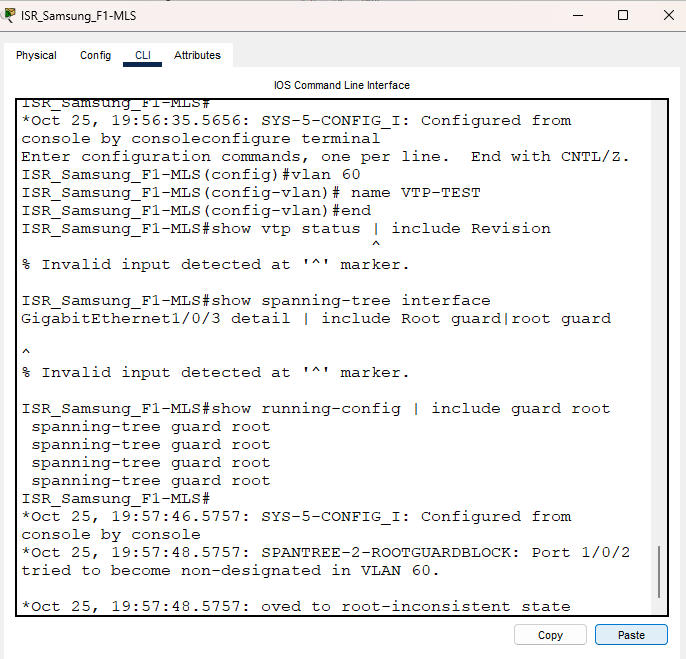 ISR_Samsung_F1-MLS
Physical Config CLI Attributes
IOS Command Line Interface
ISR_Samsung_F1-MLS#
*Oct 25, 19:56:35.5656: SYS-5-CONFIG_I: Configured from
console by consoleconfigure terminal
Enter configuration commands, one per line.  End with CNTL/Z.
ISR_Samsung_F1-MLS(config)#vlan 60
ISR_Samsung_F1-MLS(config-vlan)# name VTP-TEST
ISR_Samsung_F1-MLS(config-vlan)#end
ISR_Samsung_F1-MLS#show vtp status | include Revision
^
% Invalid input detected at '^' marker.
ISR_Samsung_F1-MLS#show spanning-tree interface
GigabitEthernet1/0/3 detail | include Root guard|root guard
^
% Invalid input detected at '^' marker.
ISR_Samsung_F1-MLS#show running-config | include guard root
spanning-tree guard root
spanning-tree guard root
spanning-tree guard root
spanning-tree guard root
ISR_Samsung_F1-MLS#
*Oct 25, 19:57:46.5757: SYS-5-CONFIG_I: Configured from
console by console
*Oct 25, 19:57:48.5757: SPANTREE-2-ROOTGUARDBLOCK: Port 1/0/2
tried to become non-designated in VLAN 60.
*Oct 25, 19:57:48.5757: oved to root-inconsistent state
Copy Paste